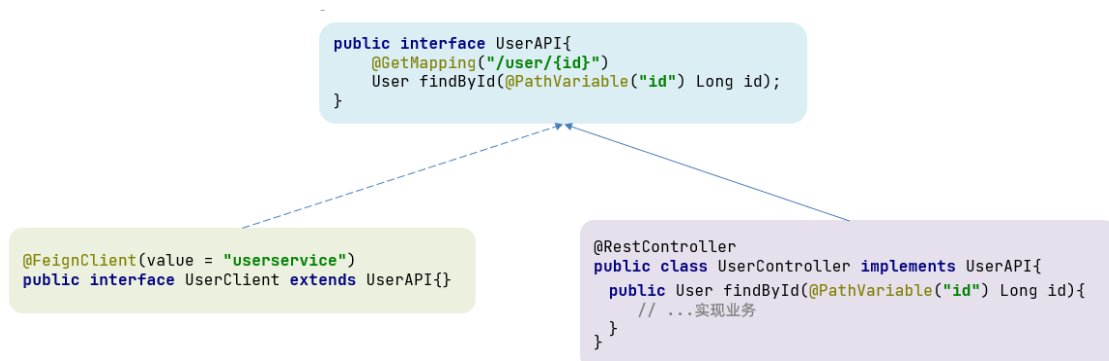 public interface UserAPI{
@GetMapping("/user/{id}")
User findById(@PathVariable("id") Long id);
}
@FeignClient(value = "userservice")
public interface UserClient extends UserAPI{}
@RestController
public class UserController implements UserAPI{
public User findById(@PathVariable("id") Long id){
// ...实现业务
}
}